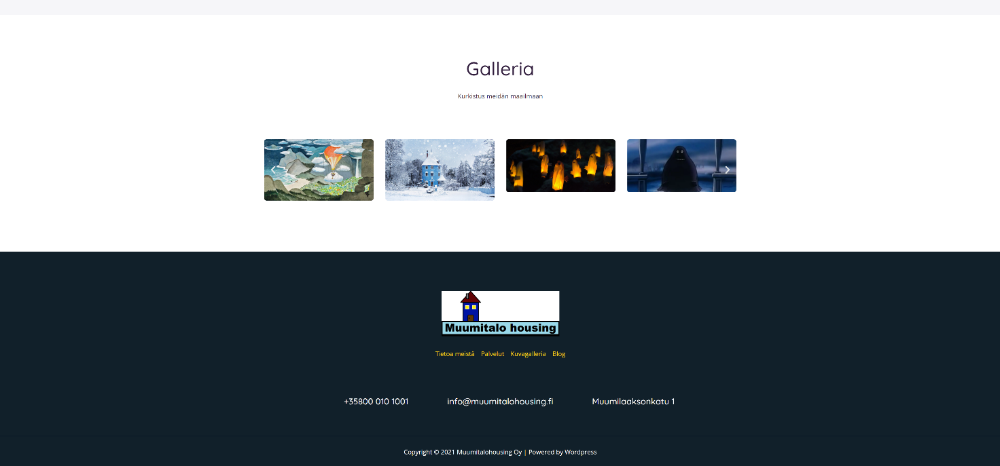 Galleria
Kurkistus meidän maailmaan
Muumitalo housing
Tietoa meistä Palvelut Kuvagalleria Blog
+35800 010 1001 info@muumitalohousing.fi Muumilaaksonkatu 1
Copyright © 2021 Muumitalohousing Oy | Powered by Wordpress